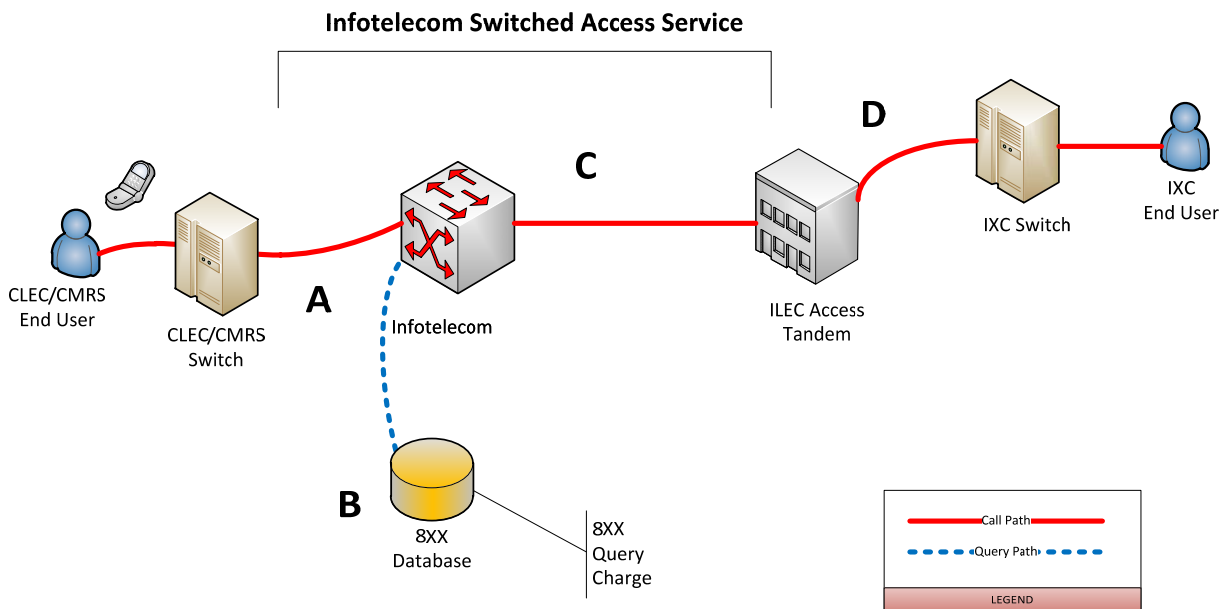 Infotelecom Switched Access Service
D
C
IXC
End User
IXC Switch
CLEC/CMRS
End User
A
CLEC/CMRS
Switch
Infotelecom
ILEC Access
Tandem
B
8XX
Database
8XX
Query
Charge
Call Path
Query Path
LEGEND